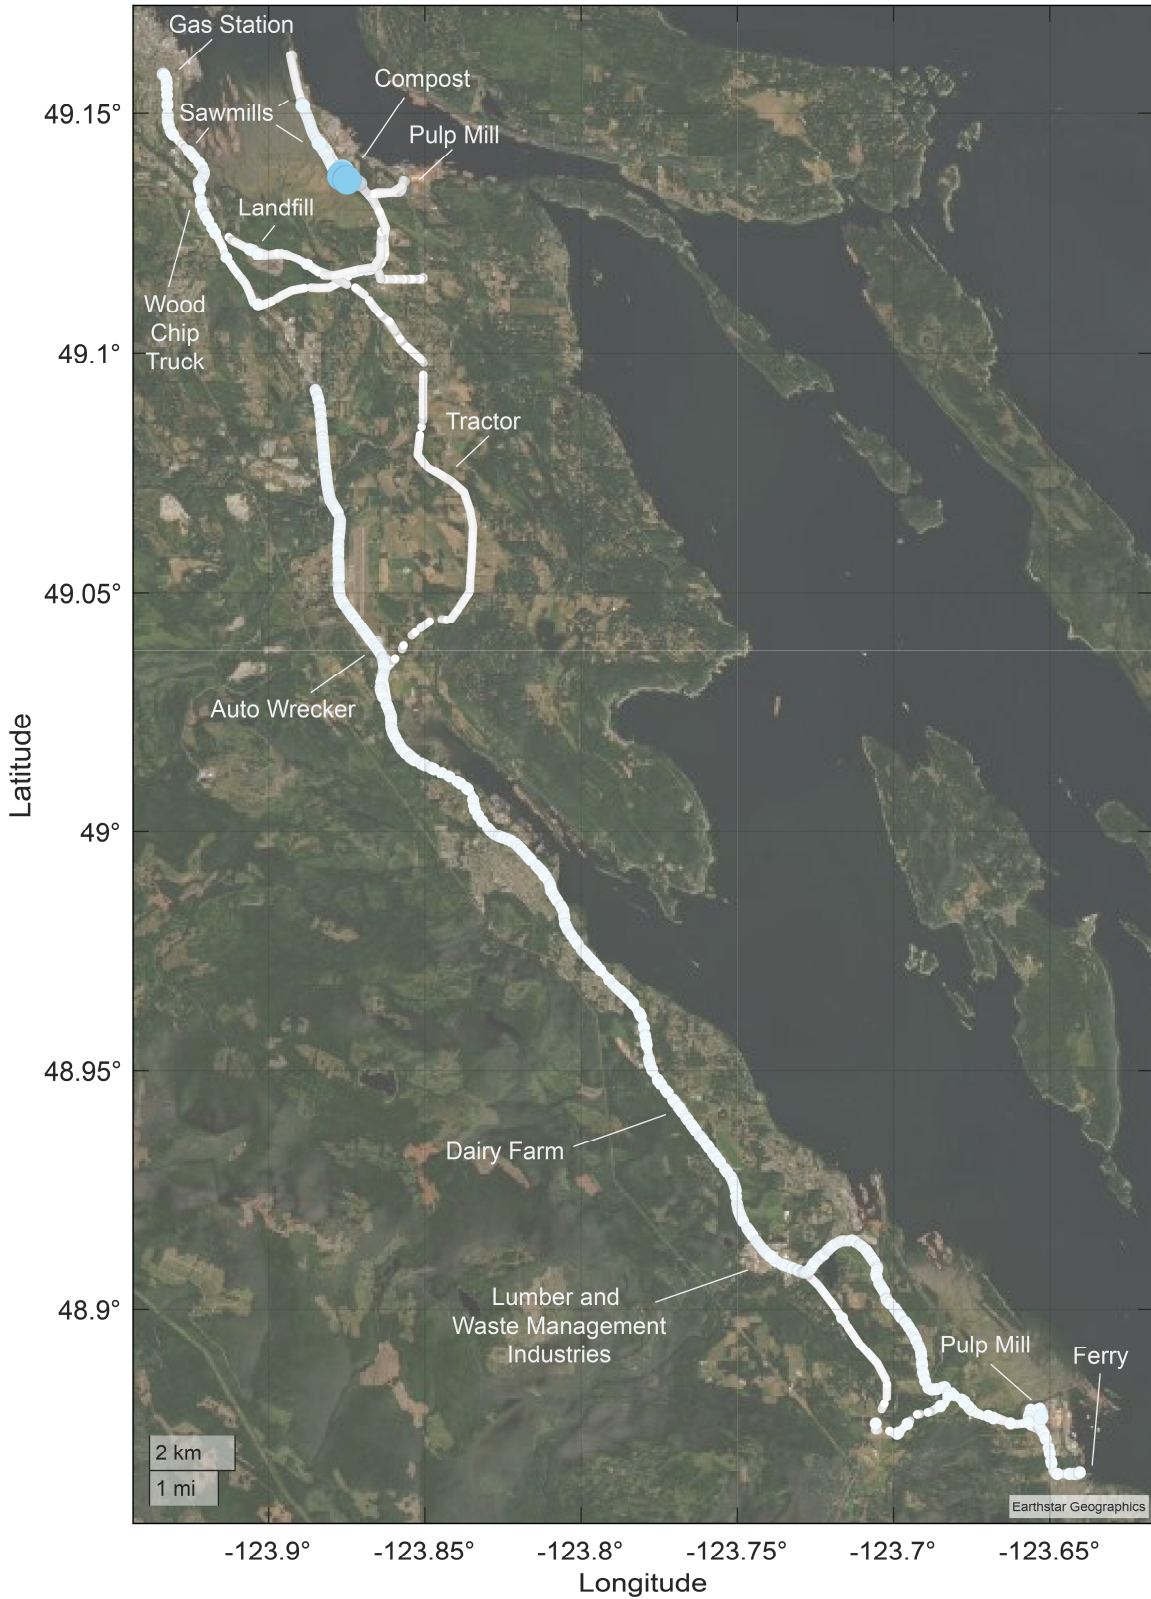 Gas Station
Compost
Sawmills
49.15°
Pulp Mill
Landfill
Wood
Chip
Truck
49.1°
Tractor
49.05°
Auto Wrecker
Latitude
49°
48.95°
Dairy Farm
Lumber and
Waste Management
Industries
48.9°
Pulp Mill
Ferry
2 km
1 mi
Earthstar Geographics
-123.9°
-123.85°
-123.8°
-123.75°
-123.7°
-123.65°
Longitude